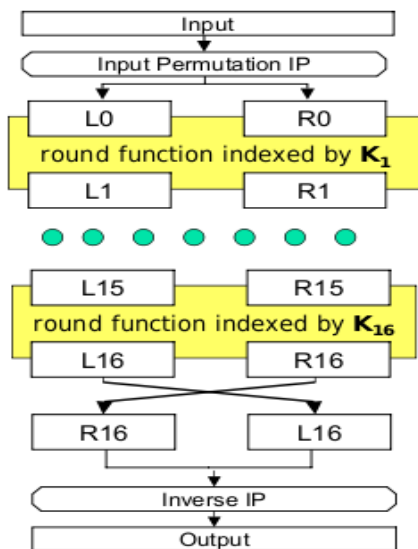 Input
Input Permutation IP
L0 R0
round function indexed by K₁
L1 R1
L15 R15
round function indexed by K₁₆
L16 R16
R16 L16
Inverse IP
Output